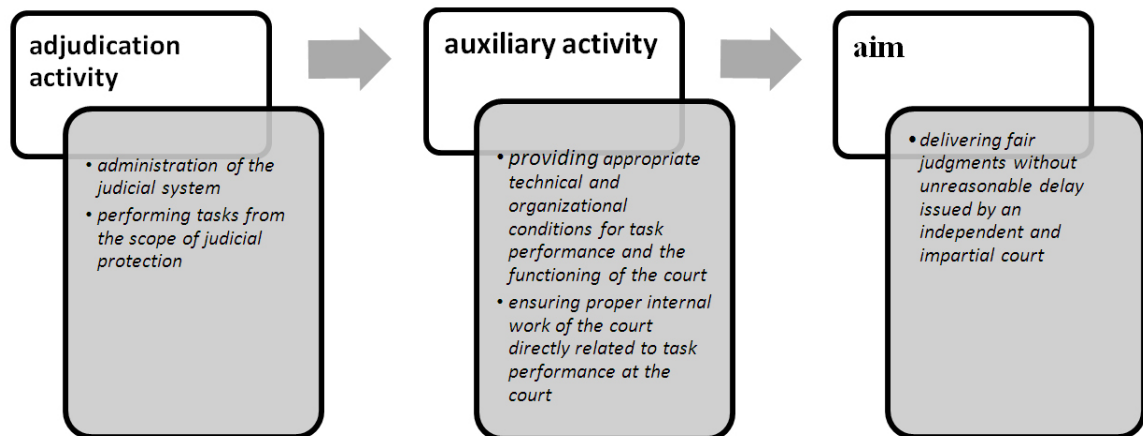 adjudication
activity
• administration of the
judicial system
• performing tasks from
the scope of judicial
protection
auxiliary activity
• providing appropriate
technical and
organizational
conditions for task
performance and the
functioning of the court
• ensuring proper internal
work of the court
directly related to task
performance at the
court
aim
• delivering fair
judgments without
unreasonable delay
issued by an
independent and
impartial court